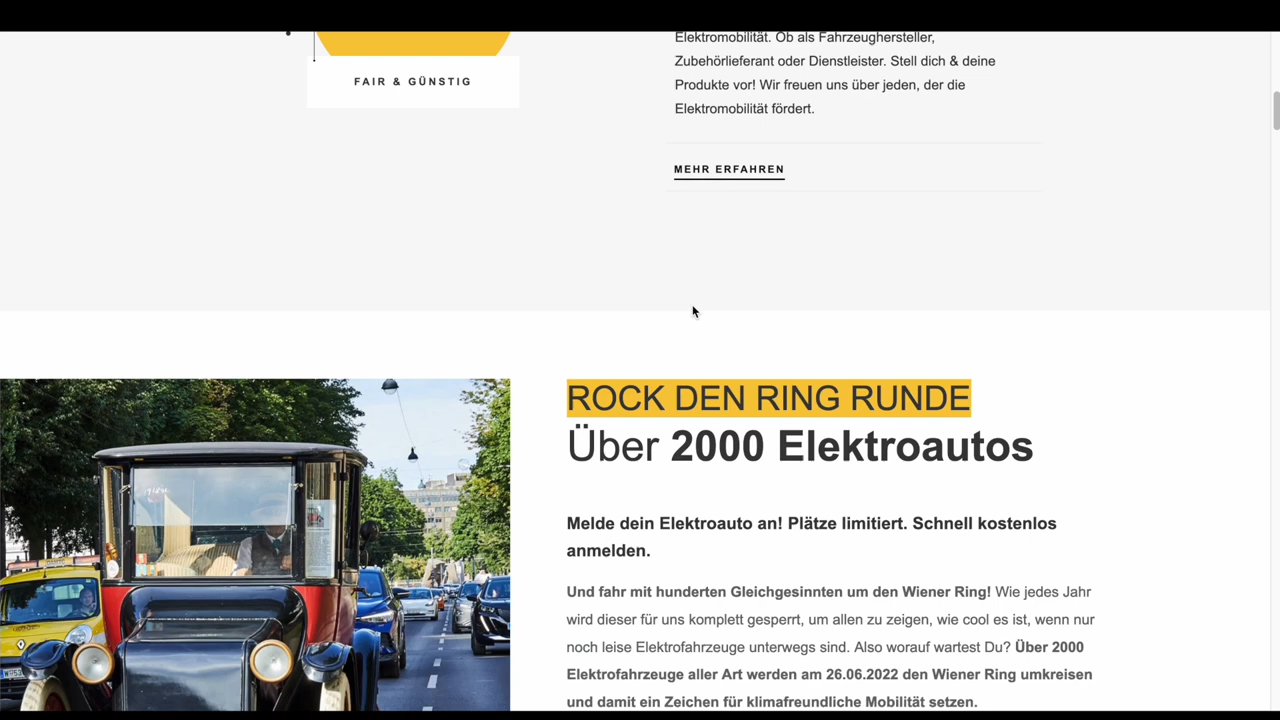 FAIR & GÜNSTIG
Elektromobilität. Ob als Fahrzeughersteller,
Zubehörlieferant oder Dienstleister. Stell dich & deine
Produkte vor! Wir freuen uns über jeden, der die
Elektromobilität fördert.
MEHR ERFAHREN
ROCK DEN RING RUNDE
Über 2000 Elektroautos
Melde dein Elektroauto an! Plätze limitiert. Schnell kostenlos
anmelden.
Und fahr mit hunderten Gleichgesinnten um den Wiener Ring! Wie jedes Jahr
wird dieser für uns komplett gesperrt, um allen zu zeigen, wie cool es ist, wenn nur
noch leise Elektrofahrzeuge unterwegs sind. Also worauf wartest Du? Über 2000
Elektrofahrzeuge aller Art werden am 26.06.2022 den Wiener Ring umkreisen
und damit ein Zeichen für klimafreundliche Mobilität setzen.